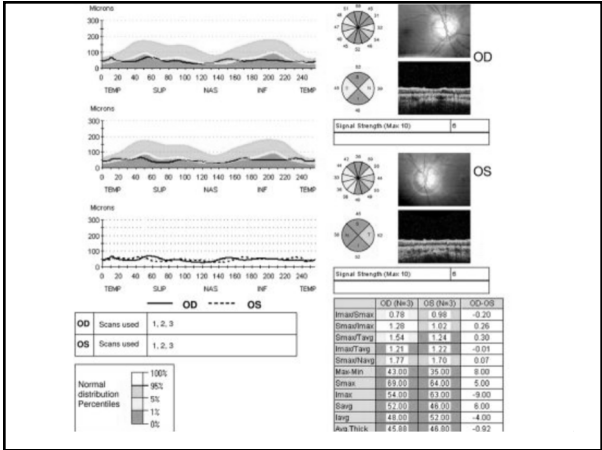 Microns
300
200
100
0
0 20 40 60 80 100 120 140 160 180 200 220 240
TEMP SUP NAS INF TEMP
Microns
300
200
100
0
0 20 40 60 80 100 120 140 160 180 200 220 240
TEMP SUP NAS INF TEMP
Microns
300
200
100
0
0 20 40 60 80 100 120 140 160 180 200 220 240
TEMP SUP NAS INF TEMP
OD OS
OD Scans used 1, 2, 3
OS Scans used 1, 2, 3
Normal
distribution
Percentiles
100%
95%
5%
1%
0%
OD
Signal Strength (Max 10) 6
OS
Signal Strength (Max 10) 6
OD (N=3) OS (N=3) OD-OS
Imax/Smax 0.78 0.98 -0.20
Smax/Imax 1.28 1.02 0.26
Smax/Tavg 1.54 1.24 0.30
Imax/Tavg 1.21 1.22 -0.01
Smax/Navg 1.77 1.70 0.07
Max-Min 43.00 35.00 8.00
Smax 69.00 64.00 5.00
Imax 54.00 63.00 -9.00
Savg 52.00 46.00 6.00
Iavg 48.00 52.00 -4.00
Avg.Thick 45.88 46.80 -0.92